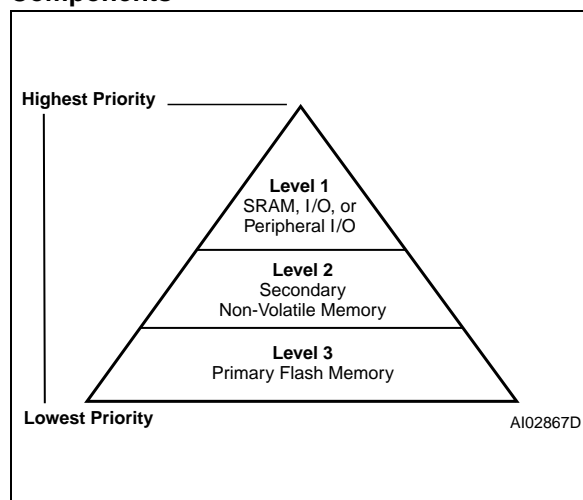 Components
Highest Priority
Level 1
SRAM, I/O, or
Peripheral I/O
Level 2
Secondary
Non-Volatile Memory
Level 3
Primary Flash Memory
Lowest Priority
AI02867D